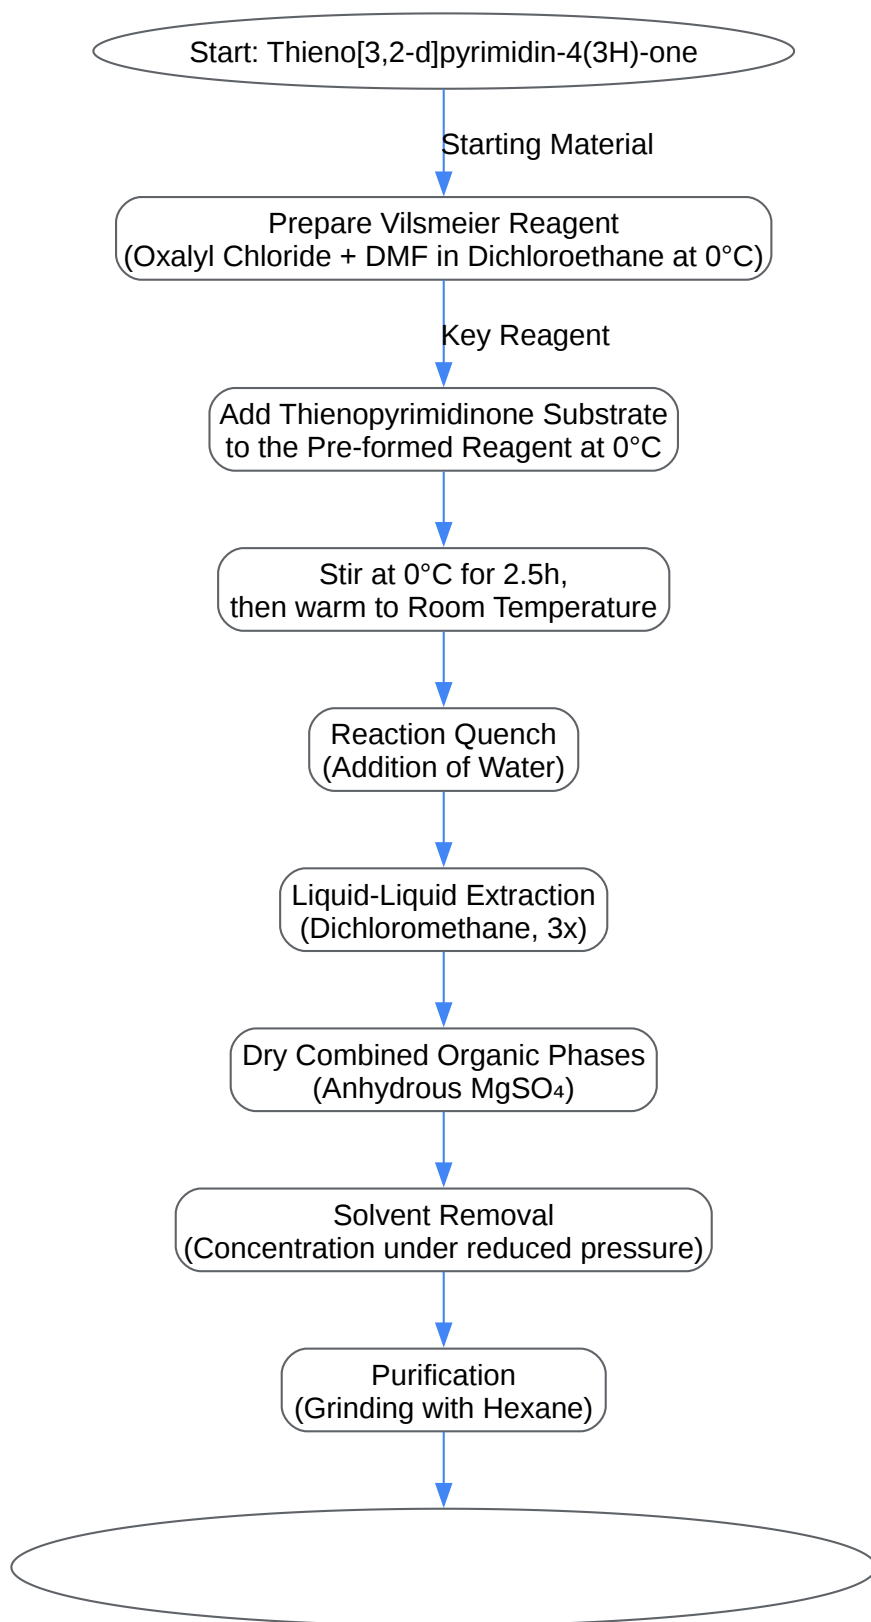 Start: Thieno[3,2-d]pyrimidin-4(3H)-one
Starting Material
Prepare Vilsmeier Reagent
(Oxalyl Chloride + DMF in Dichloroethane at 0°C)
Key Reagent
Add Thienopyrimidinone Substrate
to the Pre-formed Reagent at 0°C
Stir at 0°C for 2.5h,
then warm to Room Temperature
Reaction Quench
(Addition of Water)
Liquid-Liquid Extraction
(Dichloromethane, 3x)
Dry Combined Organic Phases
(Anhydrous MgSO₄)
Solvent Removal
(Concentration under reduced pressure)
Purification
(Grinding with Hexane)